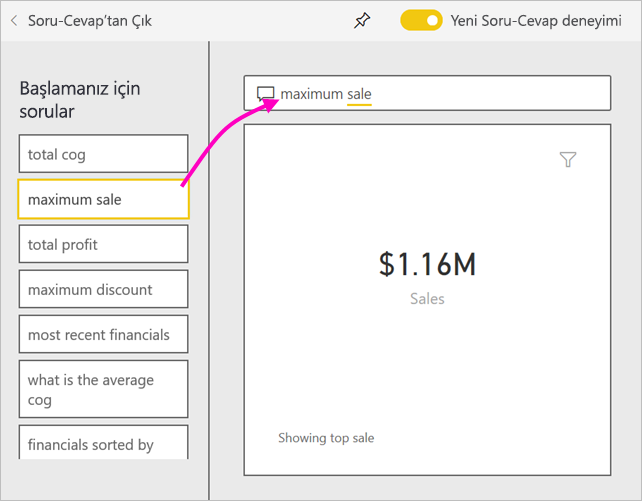 Soru-Cevap'tan Çık
Yeni Soru-Cevap deneyimi
Başlamanız için
sorular
total cog
maximum sale
total profit
maximum discount
most recent financials
what is the average
cog
financials sorted by
maximum sale
$1.16M
Sales
Showing top sale